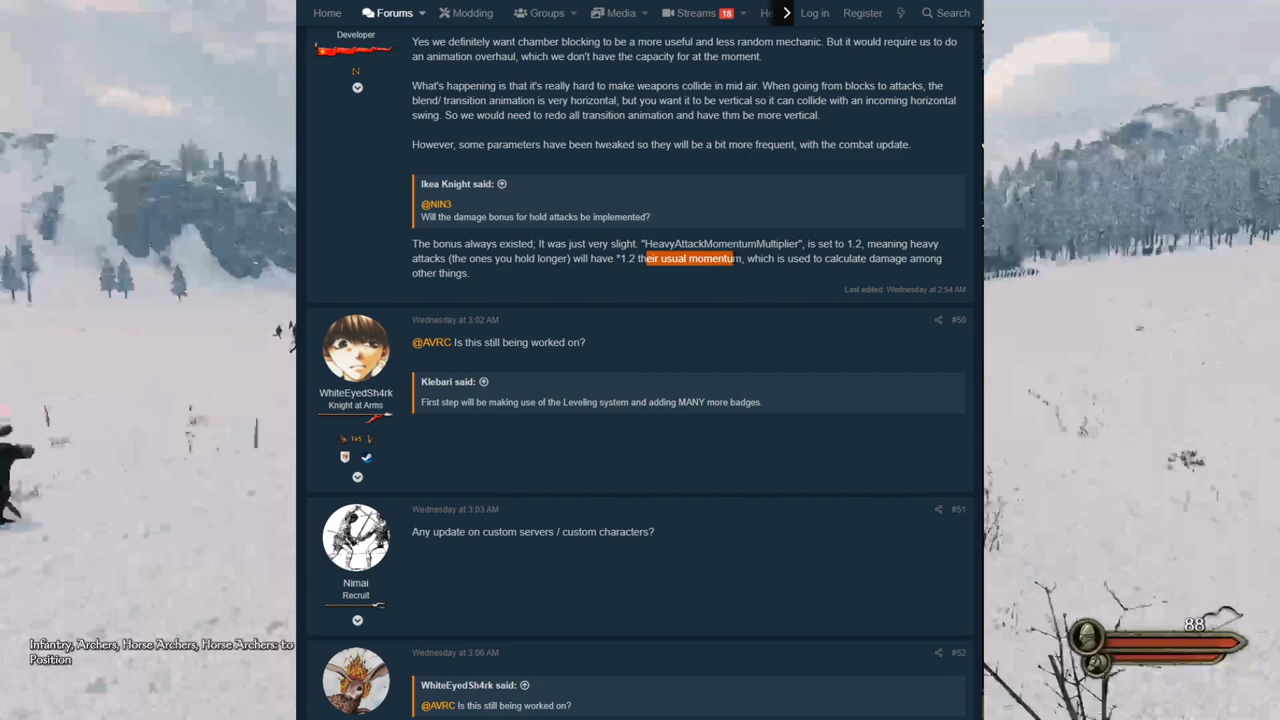 Home
Forums
Modding
Groups
Media
Streams 18
He
Log in
Register
Search
Developer
N
Yes we definitely want chamber blocking to be a more useful and less random mechanic. But it would require us to do
an animation overhaul, which we don't have the capacity for at the moment.
What's happening is that it's really hard to make weapons collide in mid air. When going from blocks to attacks, the
blend/ transition animation is very horizontal, but you want it to be vertical so it can collide with an incoming horizontal
swing. So we would need to redo all transition animation and have thm be more vertical.
However, some parameters have been tweaked so they will be a bit more frequent, with the combat update.
Ikea Knight said:
@NIN3
Will the damage bonus for hold attacks be implemented?
The bonus always existed; It was just very slight. "HeavyAttackMomentumMultiplier", is set to 1.2, meaning heavy
attacks (the ones you hold longer) will have *1.2 their usual momentum, which is used to calculate damage among
other things.
Last edited: Wednesday at 2:54 AM
Wednesday at 3:02 AM
#50
WhiteEyedSh4rk
Knight at Arms
@AVRC Is this still being worked on?
Klebari said:
First step will be making use of the Leveling system and adding MANY more badges.
Wednesday at 3:03 AM
#51
Nimai
Recruit
Any update on custom servers / custom characters?
Wednesday at 3:06 AM
#52
WhiteEyedSh4rk said:
@AVRC Is this still being worked on?
Infantry, Archers, Horse Archers, Horse Archers: to
Position
88